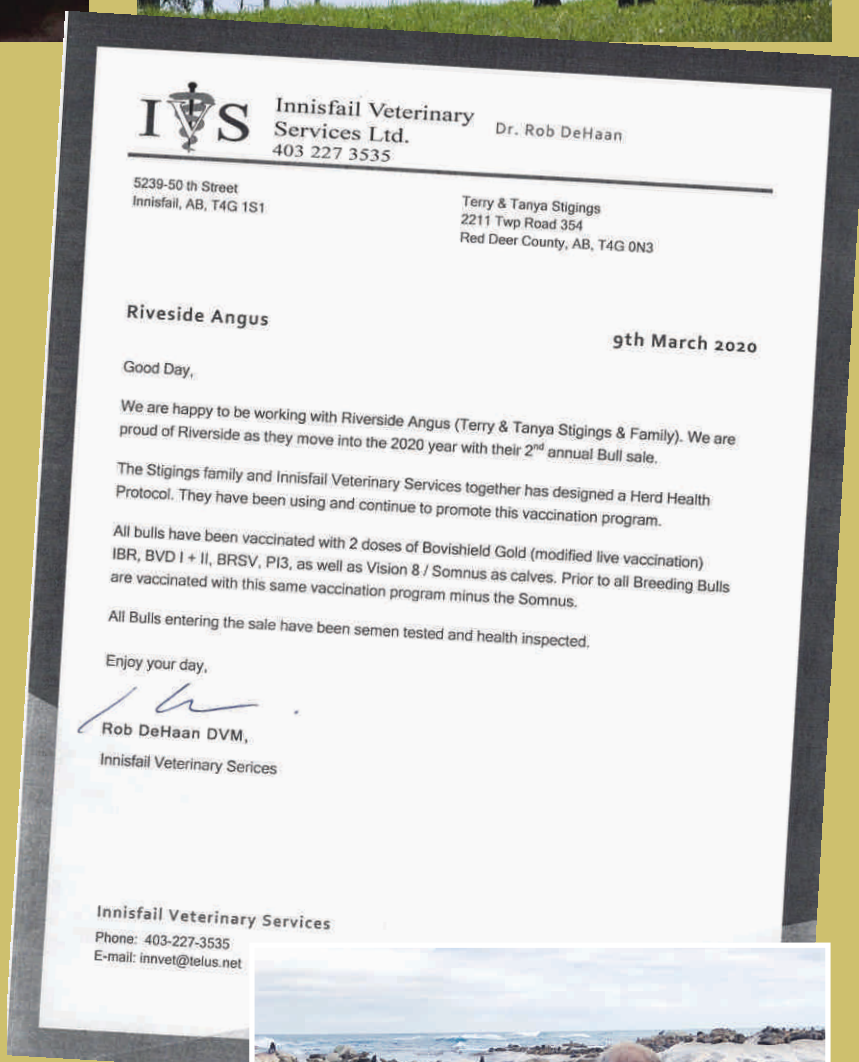 IVS
Innisfail Veterinary
Services Ltd.
403 227 3535
Dr. Rob DeHaan
5239-50 th Street
Innisfail, AB, T4G 1S1
Terry & Tanya Stigings
2211 Twp Road 354
Red Deer County, AB, T4G 0N3
Riveside Angus
9th March 2020
Good Day,
We are happy to be working with Riverside Angus (Terry & Tanya Stigings & Family). We are
proud of Riverside as they move into the 2020 year with their 2nd annual Bull sale.
The Stigings family and Innisfail Veterinary Services together has designed a Herd Health
Protocol. They have been using and continue to promote this vaccination program.
All bulls have been vaccinated with 2 doses of Bovishield Gold (modified live vaccination)
IBR, BVD I + II, BRSV, PI3, as well as Vision 8 / Somnus as calves. Prior to all Breeding Bulls
are vaccinated with this same vaccination program minus the Somnus.
All Bulls entering the sale have been semen tested and health inspected.
Enjoy your day,
Rob DeHaan DVM,
Innisfail Veterinary Serices
Innisfail Veterinary Services
Phone: 403-227-3535
E-mail: innvet@telus.net